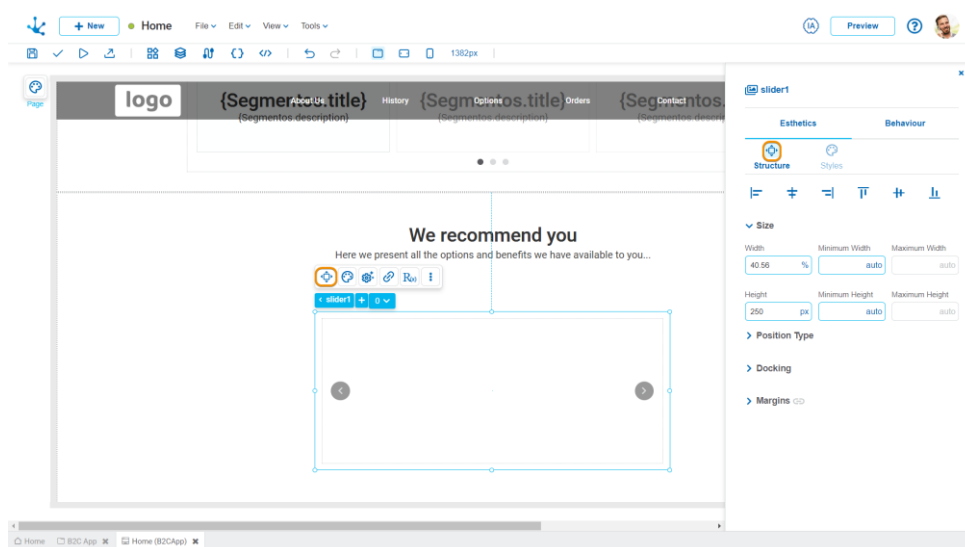 + New
Home
File
Edit
View
Tools
IA
Preview
?
1382px
Page
logo
{Segmentos.title}
{Segmentos.title}
{Segmentos.
About Us
History
Options
Orders
Contact
{Segmentos.description}
{Segmentos.description}
{Segmentos.descri
We recommend you
Here we present all the options and benefits we have available to you...
R(x)
slider1
+
0
slider1
Esthetics
Behaviour
Structure
Styles
Size
Width
Minimum Width
Maximum Width
40.56
%
auto
auto
Height
Minimum Height
Maximum Height
250
px
auto
auto
Position Type
Docking
Margins
Home
B2C App
Home (B2CApp)